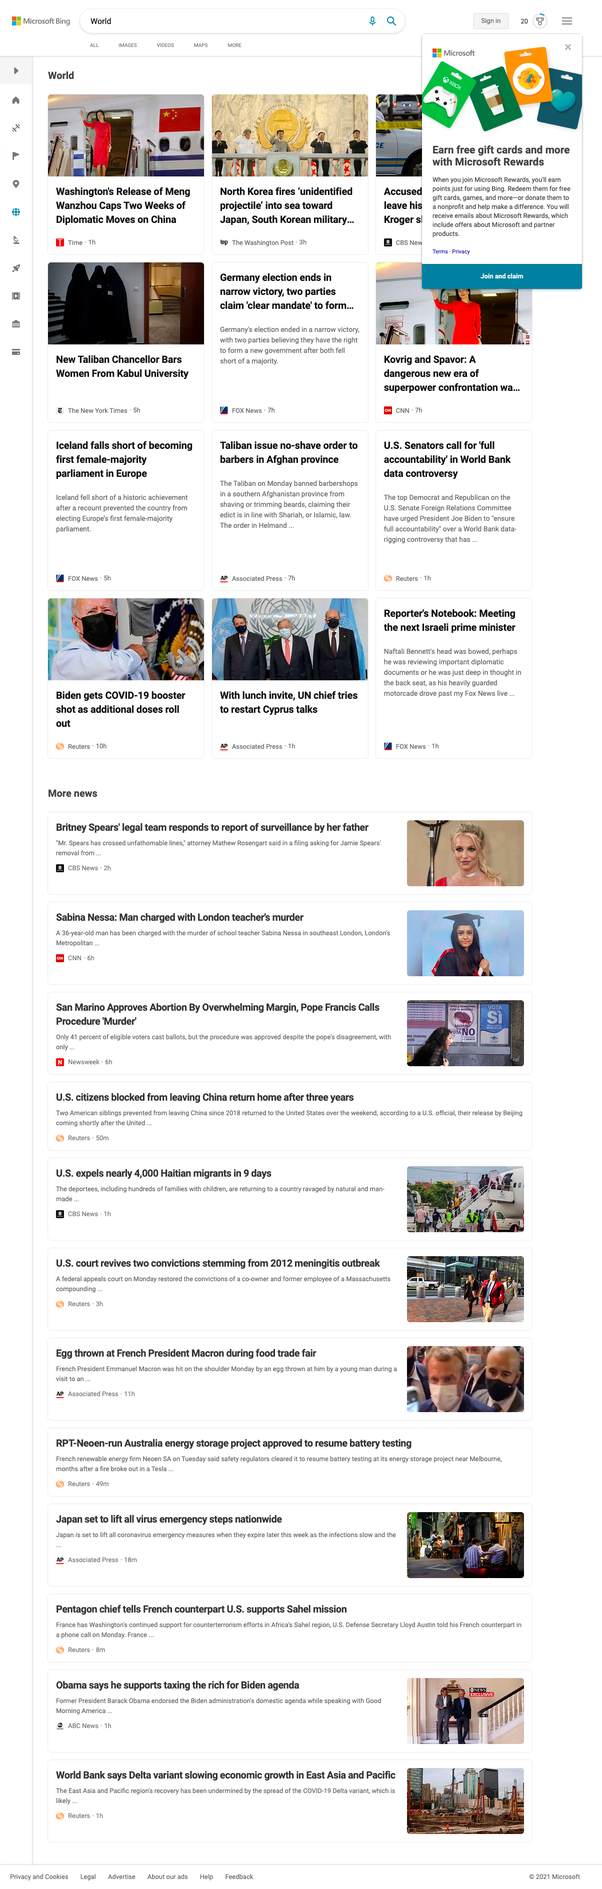 Microsoft Bing
World
Sign in
20
ALL
IMAGES
VIDEOS
MAPS
MORE
Microsoft
XBOX
Earn free gift cards and more
with Microsoft Rewards
When you join Microsoft Rewards, you'll earn
points just for using Bing. Redeem them for free
gift cards, games, and more—or donate them to
a nonprofit and help make a difference. You will
receive emails about Microsoft Rewards, which
include offers about Microsoft and partner
products.
Terms · Privacy
Join and claim
World
Washington's Release of Meng
Wanzhou Caps Two Weeks of
Diplomatic Moves on China
Time · 1h
North Korea fires 'unidentified
projectile' into sea toward
Japan, South Korean military...
wp The Washington Post · 3h
Accused
leave his
Kroger s
CBS New
New Taliban Chancellor Bars
Women From Kabul University
The New York Times · 5h
Germany election ends in
narrow victory, two parties
claim 'clear mandate' to form...
Germany's election ended in a narrow victory,
with two parties believing they have the right
to form a new government after both fell
short of a majority.
FOX News · 7h
Kovrig and Spavor: A
dangerous new era of
superpower confrontation wa...
CNN · 7h
Iceland falls short of becoming
first female-majority
parliament in Europe
Iceland fell short of a historic achievement
after a recount prevented the country from
electing Europe's first female-majority
parliament.
FOX News · 5h
Taliban issue no-shave order to
barbers in Afghan province
The Taliban on Monday banned barbershops
in a southern Afghanistan province from
shaving or trimming beards, claiming their
edict is in line with Shariah, or Islamic, law.
The order in Helmand ...
AP Associated Press · 7h
U.S. Senators call for 'full
accountability' in World Bank
data controversy
The top Democrat and Republican on the
U.S. Senate Foreign Relations Committee
have urged President Joe Biden to "ensure
full accountability" over a World Bank data-
rigging controversy that has ...
Reuters · 1h
Biden gets COVID-19 booster
shot as additional doses roll
out
Reuters · 10h
With lunch invite, UN chief tries
to restart Cyprus talks
AP Associated Press · 1h
Reporter's Notebook: Meeting
the next Israeli prime minister
Naftali Bennett's head was bowed, perhaps
he was reviewing important diplomatic
documents or he was just deep in thought in
the back seat, as his heavily guarded
motorcade drove past my Fox News live ...
FOX News · 1h
More news
Britney Spears' legal team responds to report of surveillance by her father
"Mr. Spears has crossed unfathomable lines," attorney Mathew Rosengart said in a filing asking for Jamie Spears'
removal from ...
CBS News · 2h
Sabina Nessa: Man charged with London teacher's murder
A 36-year-old man has been charged with the murder of school teacher Sabina Nessa in southeast London, London's
Metropolitan ...
CNN · 6h
San Marino Approves Abortion By Overwhelming Margin, Pope Francis Calls
Procedure 'Murder'
Only 41 percent of eligible voters cast ballots, but the procedure was approved despite the pope's disagreement, with
only ...
N Newsweek · 6h
NO
VOTA
Sì
U.S. citizens blocked from leaving China return home after three years
Two American siblings prevented from leaving China since 2018 returned to the United States over the weekend, according to a U.S. official, their release by Beijing
coming shortly after the United ...
Reuters · 50m
U.S. expels nearly 4,000 Haitian migrants in 9 days
The deportees, including hundreds of families with children, are returning to a country ravaged by natural and man-
made ...
CBS News · 1h
U.S. court revives two convictions stemming from 2012 meningitis outbreak
A federal appeals court on Monday restored the convictions of a co-owner and former employee of a Massachusetts
compounding ...
Reuters · 3h
Egg thrown at French President Macron during food trade fair
French President Emmanuel Macron was hit on the shoulder Monday by an egg thrown at him by a young man during a
visit to an ...
AP Associated Press · 11h
RPT-Neoen-run Australia energy storage project approved to resume battery testing
French renewable energy firm Neoen SA on Tuesday said safety regulators cleared it to resume battery testing at its energy storage project near Melbourne,
months after a fire broke out in a Tesla ...
Reuters · 49m
Japan set to lift all virus emergency steps nationwide
Japan is set to lift all coronavirus emergency measures when they expire later this week as the infections slow and the
...
AP Associated Press · 18m
Pentagon chief tells French counterpart U.S. supports Sahel mission
France has Washington's continued support for counterterrorism efforts in Africa's Sahel region, U.S. Defense Secretary Lloyd Austin told his French counterpart in
a phone call on Monday. France ...
Reuters · 8m
Obama says he supports taxing the rich for Biden agenda
Former President Barack Obama endorsed the Biden administration's domestic agenda while speaking with Good
Morning America ...
ABC News · 1h
NEWS
EXCLUSIVE
World Bank says Delta variant slowing economic growth in East Asia and Pacific
The East Asia and Pacific region's recovery has been undermined by the spread of the COVID-19 Delta variant, which is
likely ...
Reuters · 1h
Privacy and Cookies
Legal
Advertise
About our ads
Help
Feedback
© 2021 Microsoft